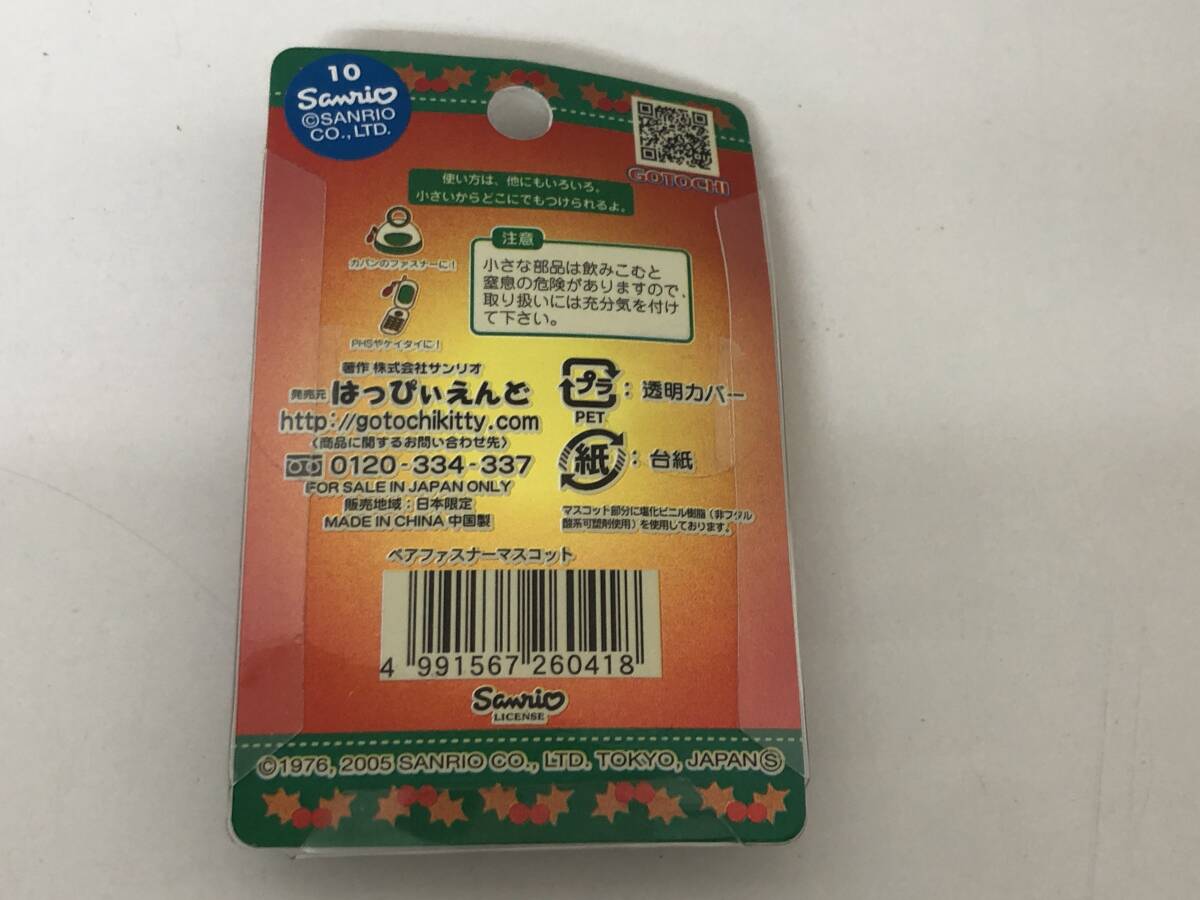 10
Sanrio
©SANRIO
CO.,LTD.
GOTOCHI
使い方は、他にもいろいろ。
小さいからどこにでもつけられるよ。
カバンのファスナーに!
PHSやケイタイに!
注意
小さな部品は飲みこむと
窒息の危険がありますので、
取り扱いには充分気を付け
て下さい。
著作 株式会社サンリオ
発売元 はっぴぃえんど
http://gotochikitty.com
〈商品に関するお問い合わせ先〉
0120-334-337
FOR SALE IN JAPAN ONLY
販売地域:日本限定
MADE IN CHINA 中国製
プラ : 透明カバー
PET
紙 : 台紙
マスコット部分に塩化ビニル樹脂(非フタル
酸系可塑剤使用)を使用しております。
ペアファスナーマスコット
4 991567 260418
Sanrio
LICENSE
©1976, 2005 SANRIO CO., LTD. TOKYO, JAPAN Ⓢ